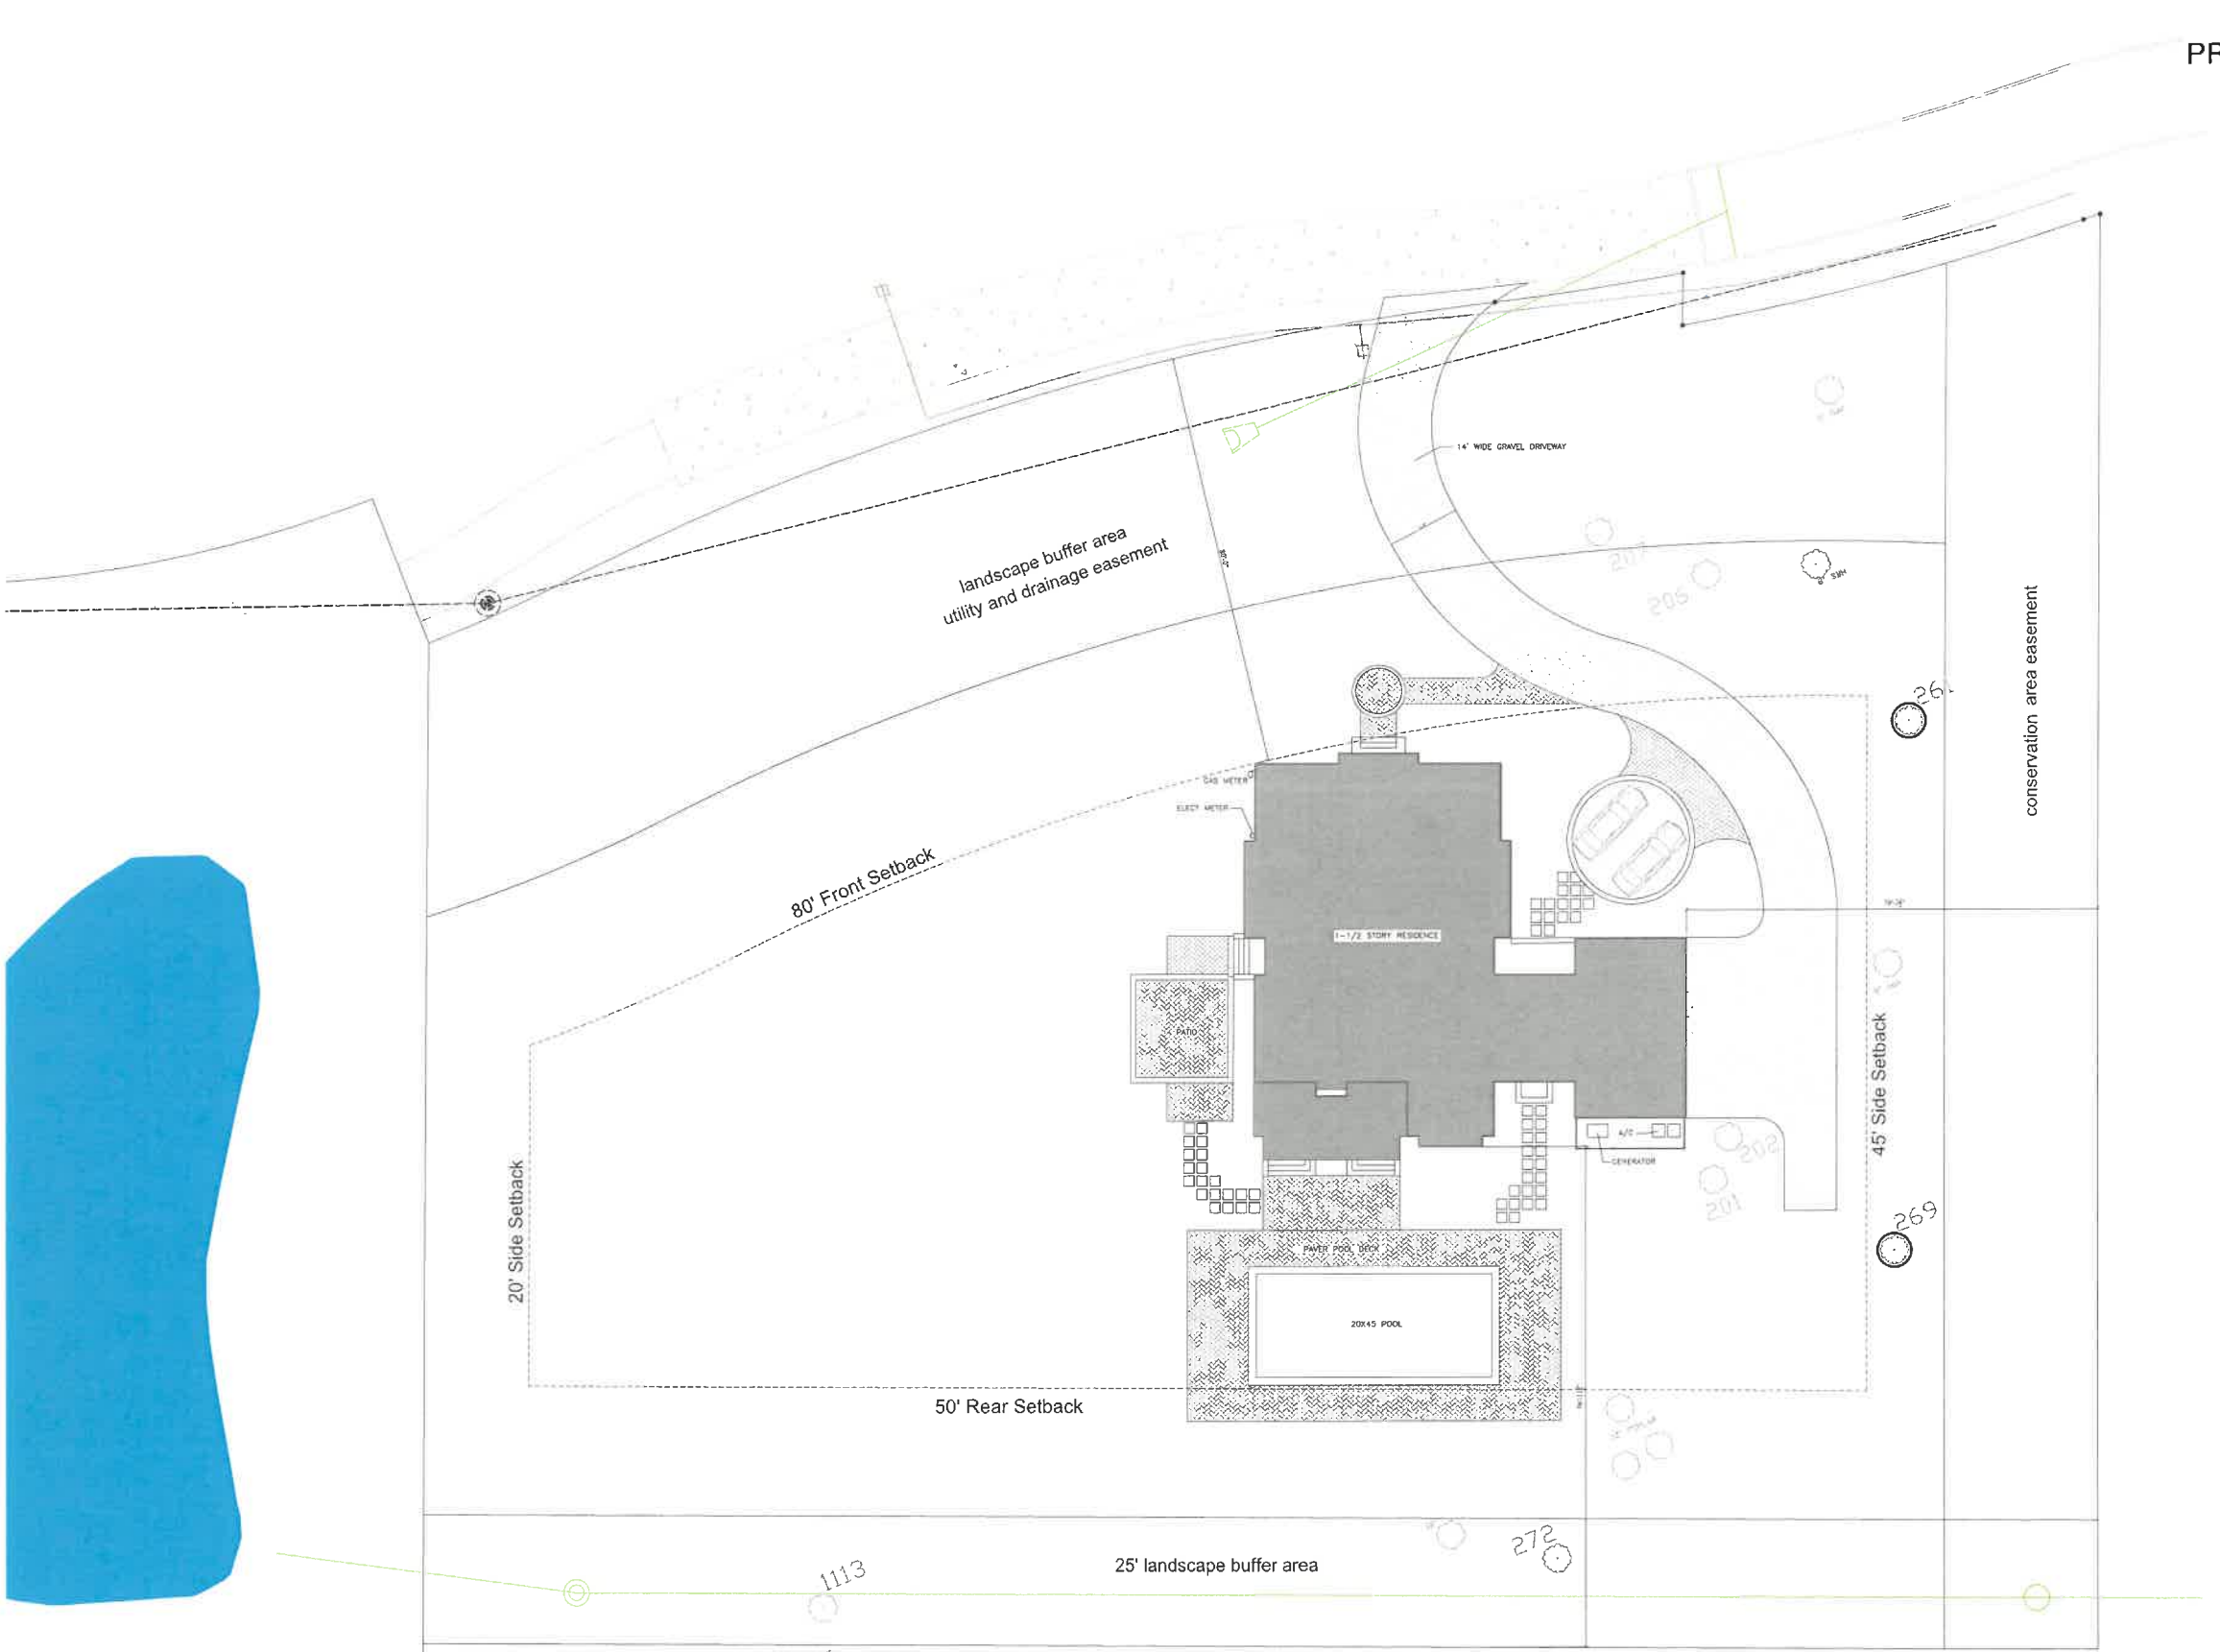 PR
14' WIDE GRAVEL DRIVEWAY
landscape buffer area
utility and drainage easement
80'-0"
207
206
261
conservation area easement
GAS METER
ELECT METER
80' Front Setback
1-1/2 STORY RESIDENCE
PATIO
45' Side Setback
A/C
GENERATOR
202
201
20' Side Setback
269
PAVER POOL DECK
20X45 POOL
50' Rear Setback
272
25' landscape buffer area
1113